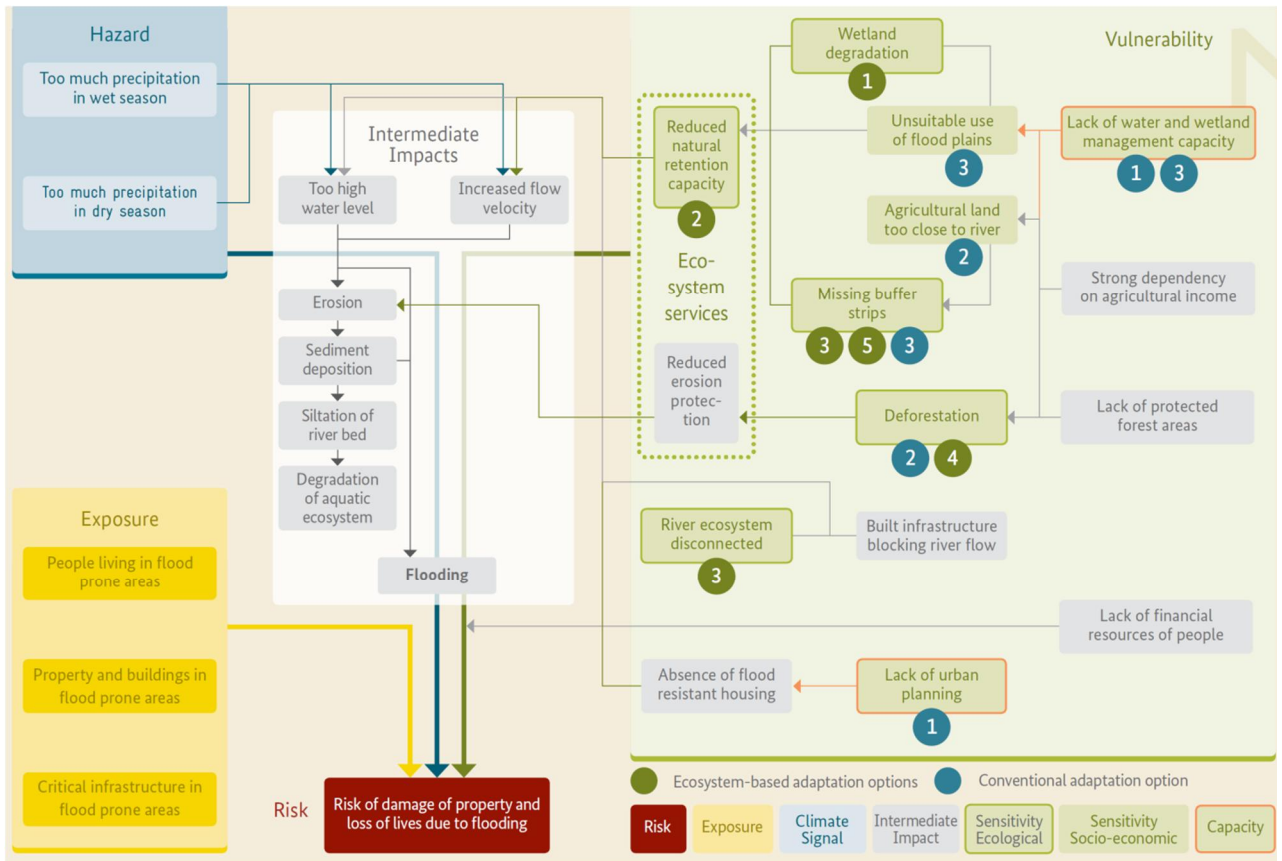 Hazard
Too much precipitation
in wet season
Too much precipitation
in dry season
Intermediate
Impacts
Too high
water level
Increased flow
velocity
Erosion
Sediment
deposition
Siltation of
river bed
Degradation
of aquatic
ecosystem
Flooding
Exposure
People living in flood
prone areas
Property and buildings in
flood prone areas
Critical infrastructure in
flood prone areas
Risk
Risk of damage of property and
loss of lives due to flooding
Vulnerability
Wetland
degradation
1
Reduced
natural
retention
capacity
2
Eco-
system
services
Reduced
erosion
protec-
tion
Unsuitable use
of flood plains
3
Lack of water and wetland
management capacity
1 3
Agricultural land
too close to river
2
Strong dependency
on agricultural income
Missing buffer
strips
3 5 3
Deforestation
2 4
Lack of protected
forest areas
River ecosystem
disconnected
3
Built infrastructure
blocking river flow
Lack of financial
resources of people
Absence of flood
resistant housing
Lack of urban
planning
1
Ecosystem-based adaptation options
Conventional adaptation option
Risk
Exposure
Climate
Signal
Intermediate
Impact
Sensitivity
Ecological
Sensitivity
Socio-economic
Capacity